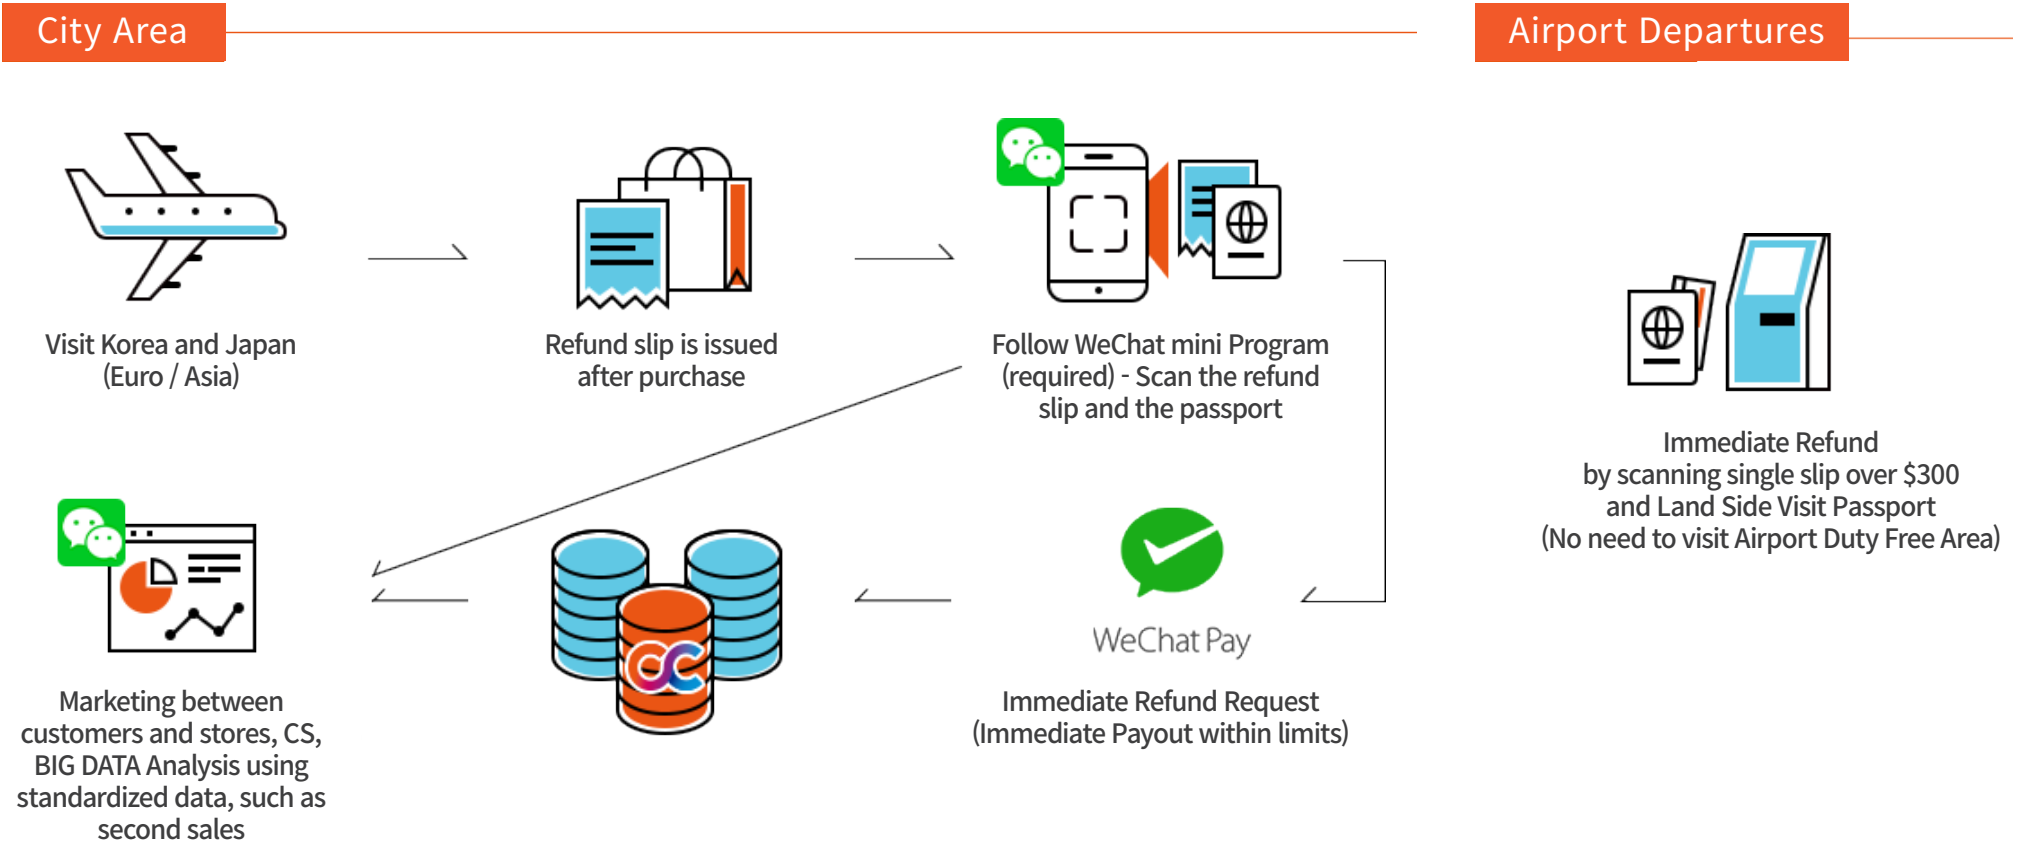 City Area
Airport Departures
Visit Korea and Japan
(Euro / Asia)
Refund slip is issued
after purchase
Follow WeChat mini Program
(required) - Scan the refund
slip and the passport
Immediate Refund
by scanning single slip over $300
and Land Side Visit Passport
(No need to visit Airport Duty Free Area)
Marketing between
customers and stores, CS,
BIG DATA Analysis using
standardized data, such as
second sales
WeChat Pay
Immediate Refund Request
(Immediate Payout within limits)